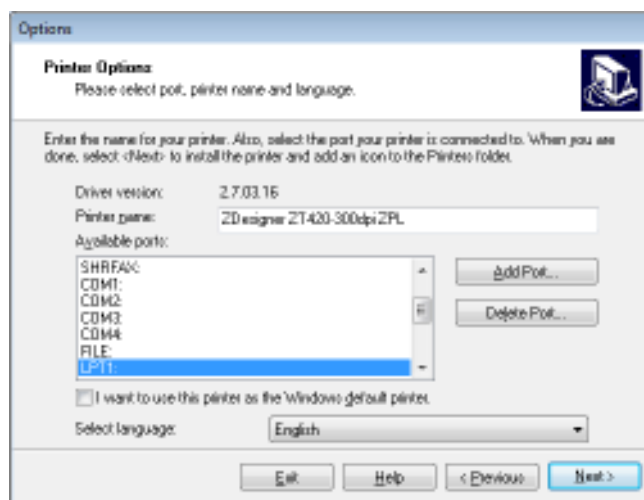 Options
Printer Options
Please select port, printer name and language.
Enter the name for your printer. Also, select the port your printer is connected to. When you are
done, select <Next> to install the printer and add an icon to the Printers folder.
Driver version: 2.7.03.16
Printer name: ZDesigner ZT420-300dpi ZPL
Available ports:
SHRFAX:
COM1:
COM2:
COM3:
COM4:
FILE:
LPT1:
Add Port...
Delete Port...
I want to use this printer as the Windows default printer.
Select language: English
Exit Help < Previous Next >